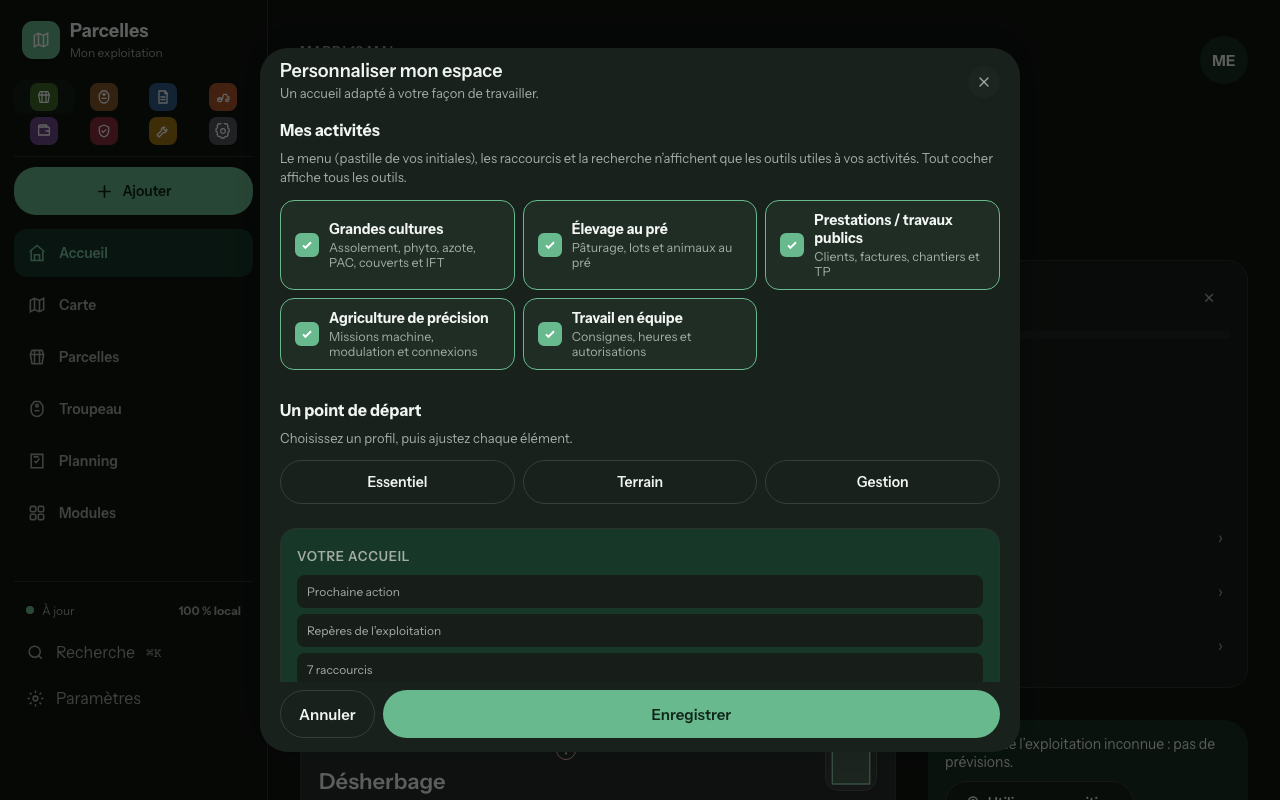 Parcelles
Mon exploitation
Ajouter
Accueil
Carte
Parcelles
Troupeau
Planning
Modules
À jour
100 % local
Recherche ⌘K
Paramètres
ME
Personnaliser mon espace
Un accueil adapté à votre façon de travailler.
Mes activités
Le menu (pastille de vos initiales), les raccourcis et la recherche n'affichent que les outils utiles à vos activités. Tout cocher
affiche tous les outils.
Grandes cultures
Assolement, phyto, azote,
PAC, couverts et IFT
Élevage au pré
Pâturage, lots et animaux au
pré
Prestations / travaux
publics
Clients, factures, chantiers et
TP
Agriculture de précision
Missions machine,
modulation et connexions
Travail en équipe
Consignes, heures et
autorisations
Un point de départ
Choisissez un profil, puis ajustez chaque élément.
Essentiel
Terrain
Gestion
VOTRE ACCUEIL
Prochaine action
Repères de l'exploitation
7 raccourcis
Annuler
Enregistrer
Désherbage
l'exploitation inconnue : pas de
prévisions.